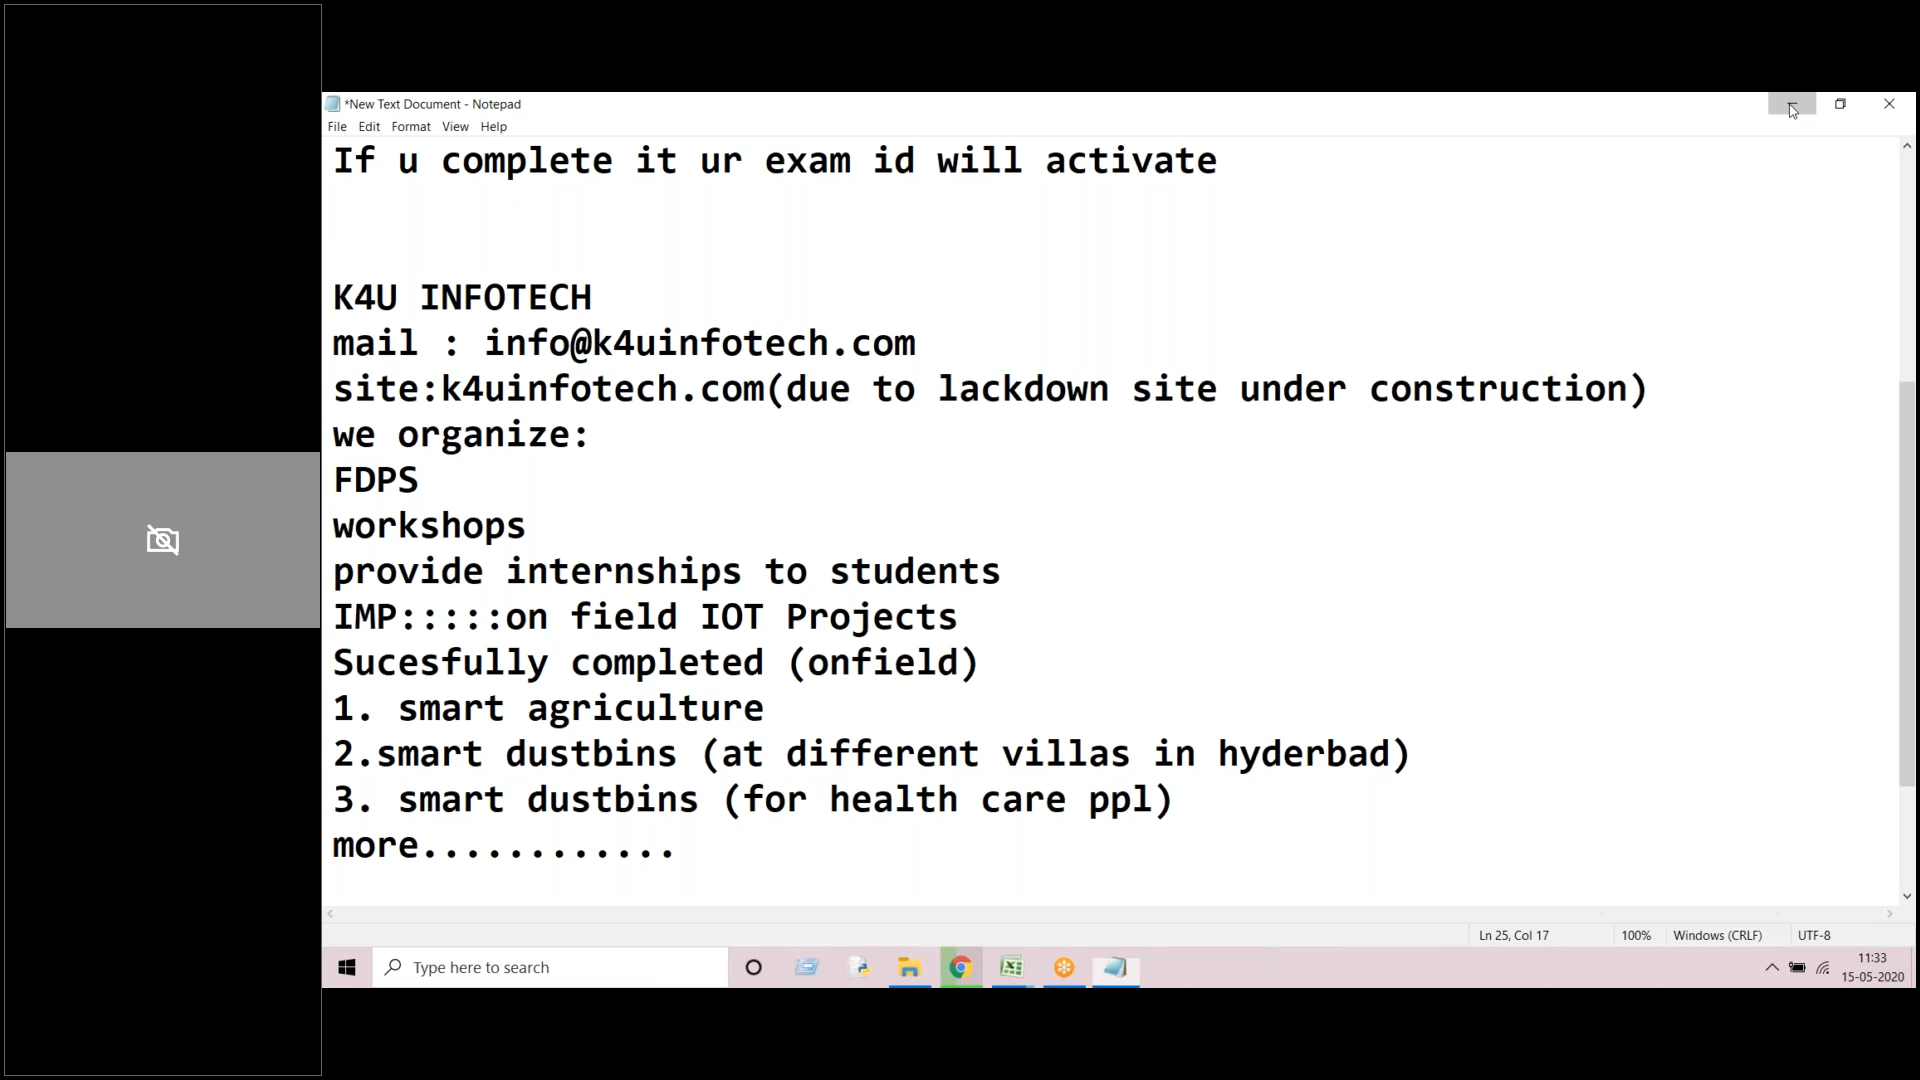 *New Text Document - Notepad
File Edit Format View Help
If u complete it ur exam id will activate
K4U INFOTECH
mail : info@k4uinfotech.com
site:k4uinfotech.com(due to lackdown site under construction)
we organize:
FDPS
workshops
provide internships to students
IMP:::::on field IOT Projects
Sucesfully completed (onfield)
1. smart agriculture
2.smart dustbins (at different villas in hyderbad)
3. smart dustbins (for health care ppl)
more............
Ln 25, Col 17 100% Windows (CRLF) UTF-8
Type here to search
11:33
15-05-2020